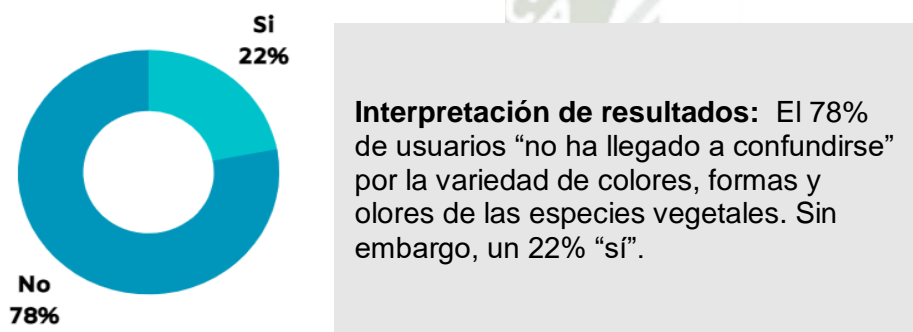 Si
22%
No
78%
Interpretación de resultados: El 78%
de usuarios “no ha llegado a confundirse”
por la variedad de colores, formas y
olores de las especies vegetales. Sin
embargo, un 22% “sí”.